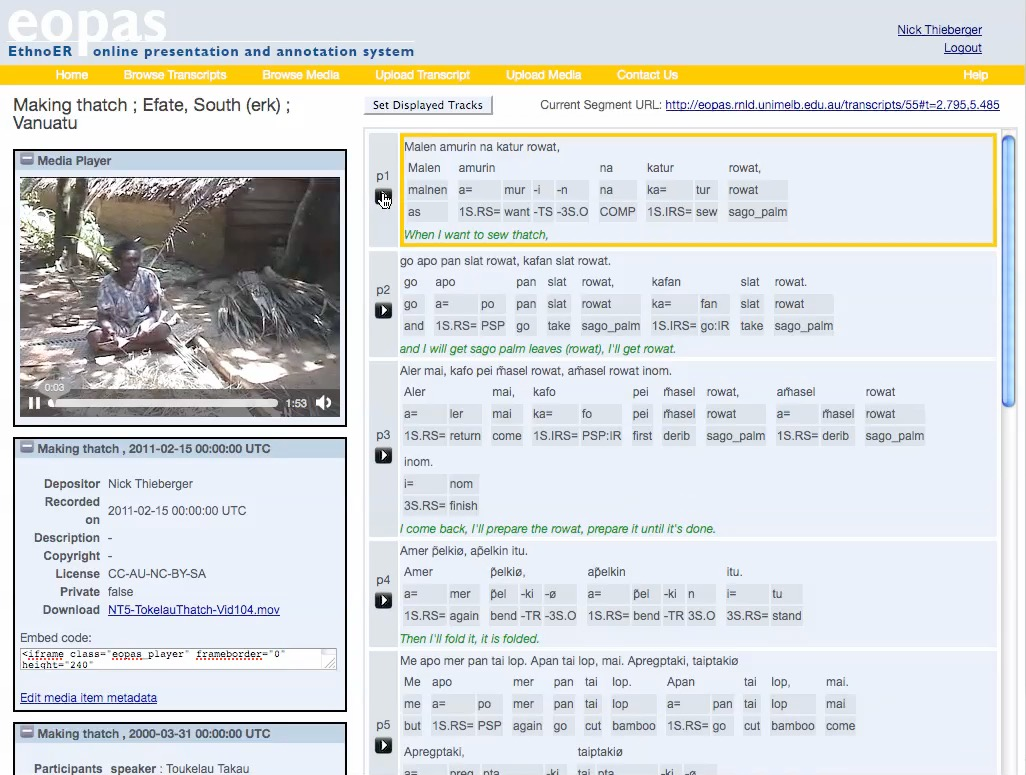 eopas
EthnoER online presentation and annotation system
Nick Thieberger
Logout
Home Browse Transcripts Browse Media Upload Transcript Upload Media Contact Us Help
Making thatch ; Efate, South (erk) ;
Vanuatu
Media Player
0:03
1:53
Making thatch , 2011-02-15 00:00:00 UTC
Depositor Nick Thieberger
Recorded
on 2011-02-15 00:00:00 UTC
Description -
Copyright -
License CC-AU-NC-BY-SA
Private false
Download NT5-TokelauThatch-Vid104.mov
Embed code:
<iframe class="eopas_player" frameborder="0"
height="240"
Edit media item metadata
Making thatch , 2000-03-31 00:00:00 UTC
Participants speaker : Toukelau Takau
Set Displayed Tracks
Current Segment URL: http://eopas.rnld.unimelb.edu.au/transcripts/55#t=2.795,5.485
p1
Malen amurin na katur rowat,
Malen amurin na katur rowat,
malnen a= mur -i -n na ka= tur rowat
as 1S.RS= want -TS -3S.O COMP 1S.IRS= sew sago_palm
When I want to sew thatch,
p2
go apo pan slat rowat, kafan slat rowat.
go apo pan slat rowat, kafan slat rowat.
go a= po pan slat rowat ka= fan slat rowat
and 1S.RS= PSP go take sago_palm 1S.IRS= go:IR take sago_palm
and I will get sago palm leaves (rowat), I'll get rowat.
p3
Aler mai, kafo pei m̃asel rowat, am̃asel rowat inom.
Aler mai, kafo pei m̃asel rowat, am̃asel rowat
a= ler mai ka= fo pei m̃asel rowat a= m̃asel rowat
1S.RS= return come 1S.IRS= PSP:IR first derib sago_palm 1S.RS= derib sago_palm
inom.
i= nom
3S.RS= finish
I come back, I'll prepare the rowat, prepare it until it's done.
p4
Amer p̃elkiø, ap̃elkin itu.
Amer p̃elkiø, ap̃elkin itu.
a= mer p̃el -ki -ø a= p̃el -ki n i= tu
1S.RS= again bend -TR -3S.O 1S.RS= bend -TR 3S.O 3S.RS= stand
Then I'll fold it, it is folded.
p5
Me apo mer pan tai lop. Apan tai lop, mai. Apregptaki, taiptakiø
Me apo mer pan tai lop. Apan tai lop, mai.
me a= po mer pan tai lop a= pan tai lop mai
but 1S.RS= PSP again go cut bamboo 1S.RS= go cut bamboo come
Apregptaki, taiptakiø
a= preg pta -ki tai pta -ki -ø